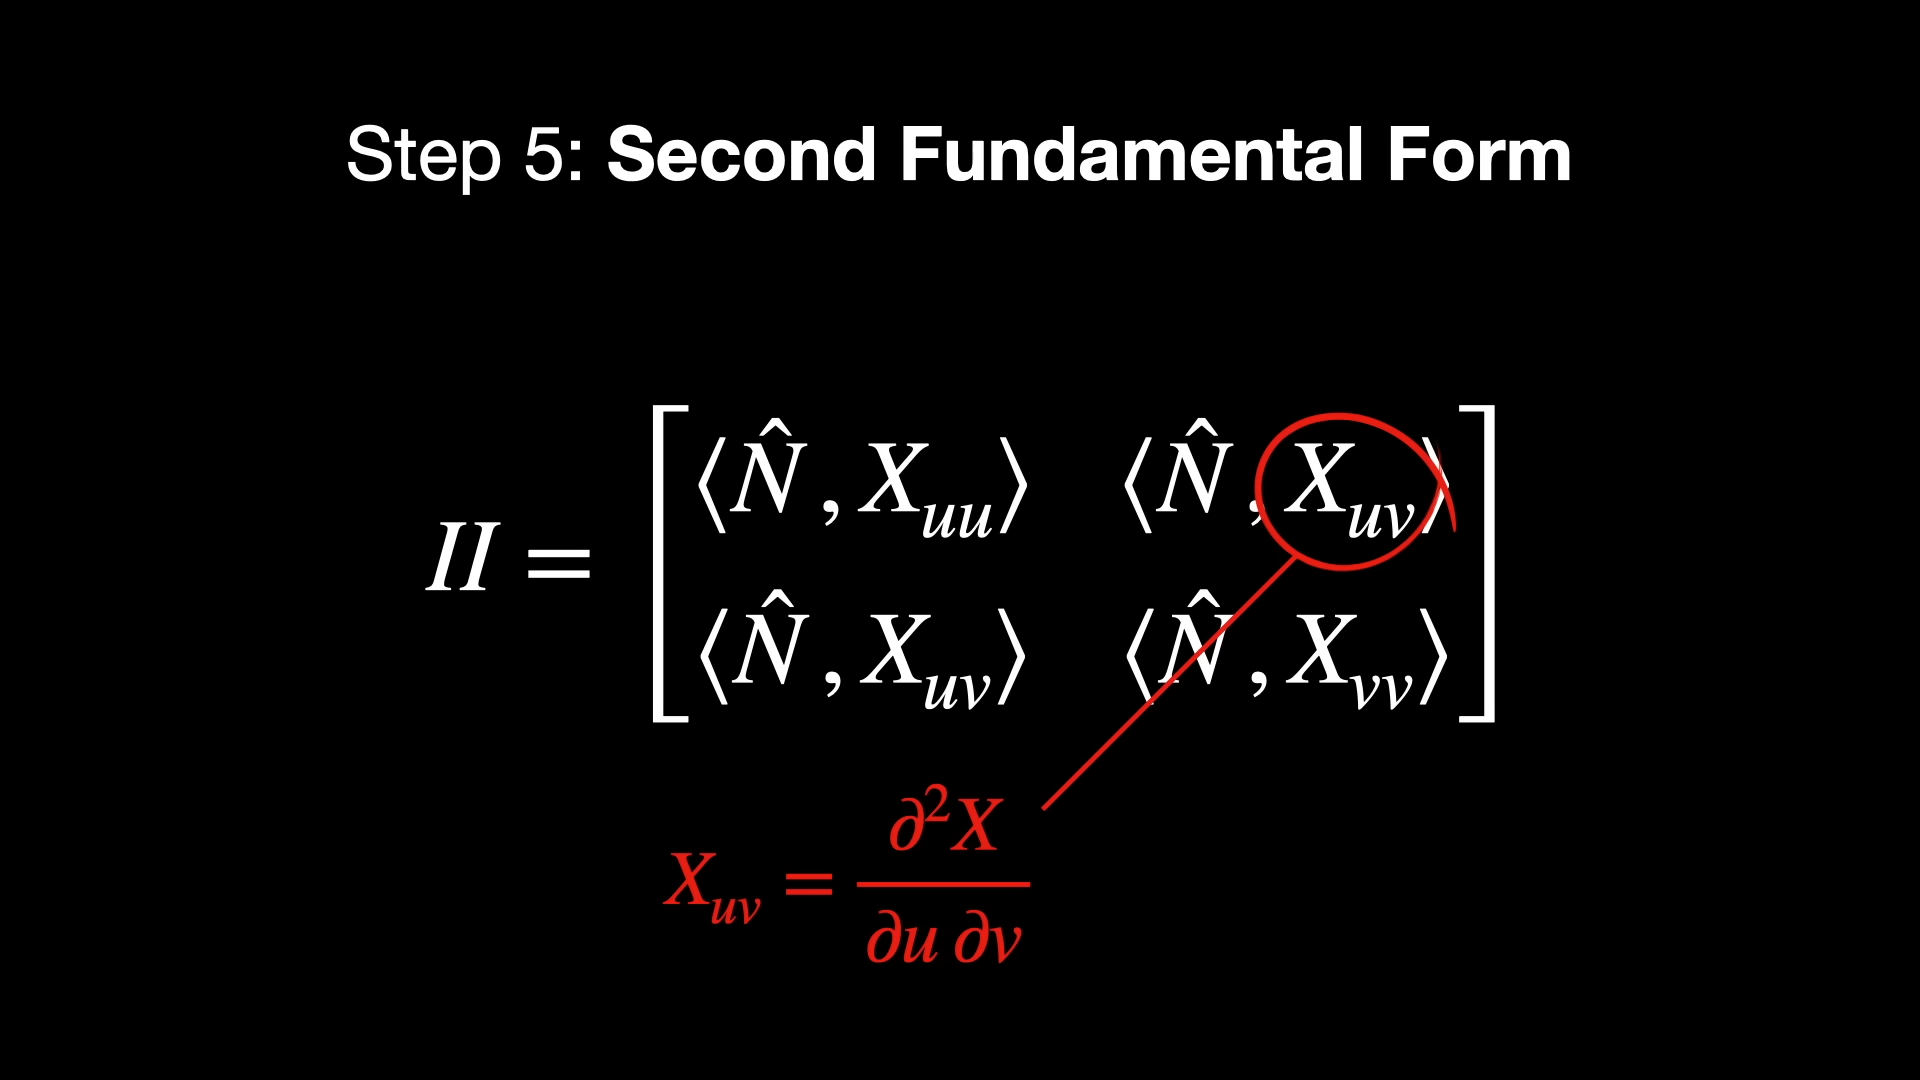 Step 5: Second Fundamental Form
II = [⟨N̂, X_uu⟩ ⟨N̂, X_uv⟩
⟨N̂, X_uv⟩ ⟨N̂, X_vv⟩]
X_uv = ∂²X / ∂u ∂v